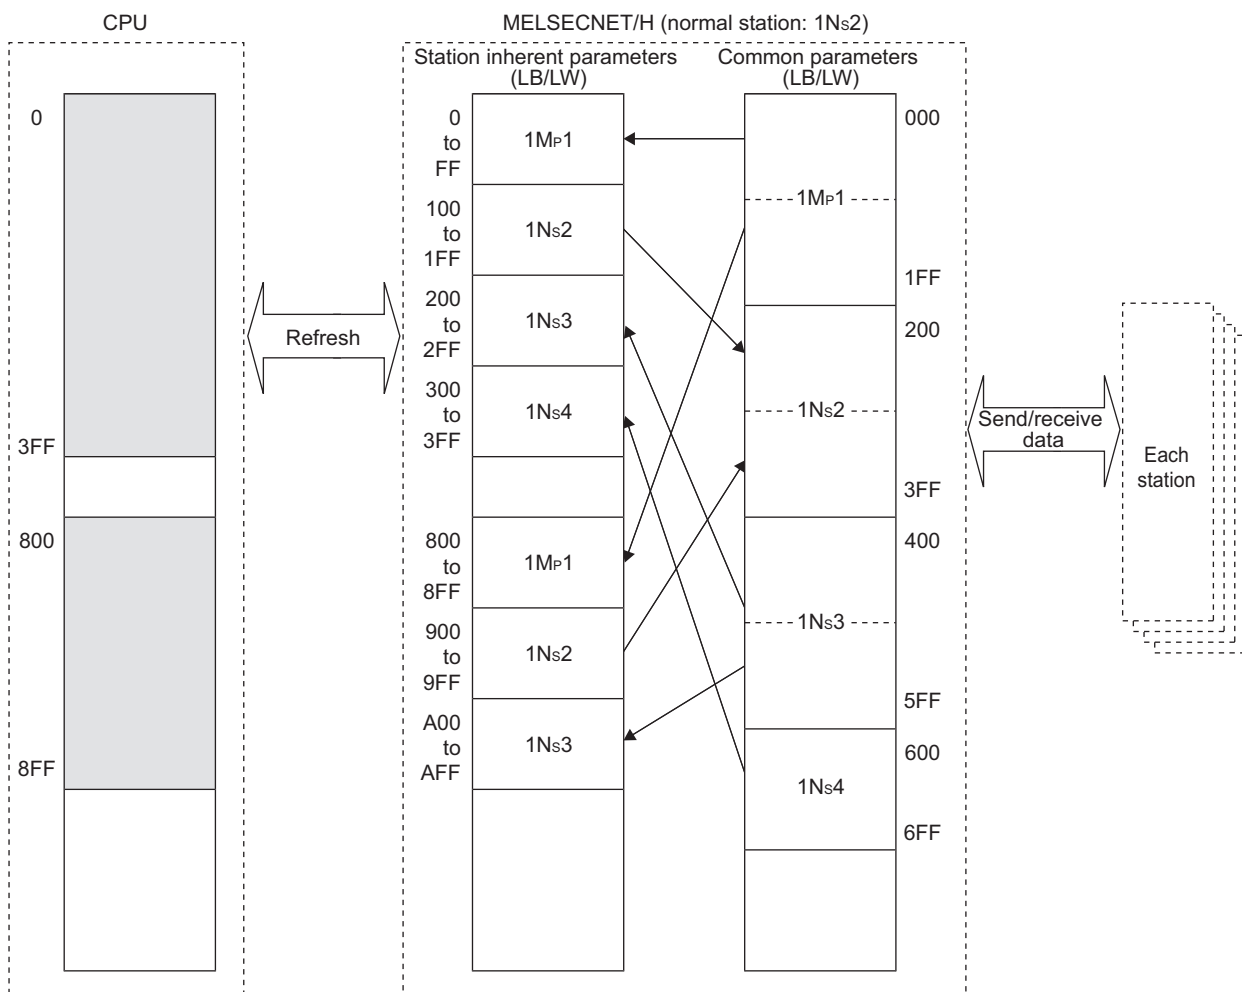 CPU
MELSECNET/H (normal station: 1Ns2)
Station inherent parameters
(LB/LW)
Common parameters
(LB/LW)
0
3FF
800
8FF
Refresh
0
to
FF
1MP1
100
to
1FF
1Ns2
200
to
2FF
1Ns3
300
to
3FF
1Ns4
800
to
8FF
1MP1
900
to
9FF
1Ns2
A00
to
AFF
1Ns3
000
1MP1
1FF
200
1Ns2
3FF
400
1Ns3
5FF
600
1Ns4
6FF
Send/receive
data
Each
station